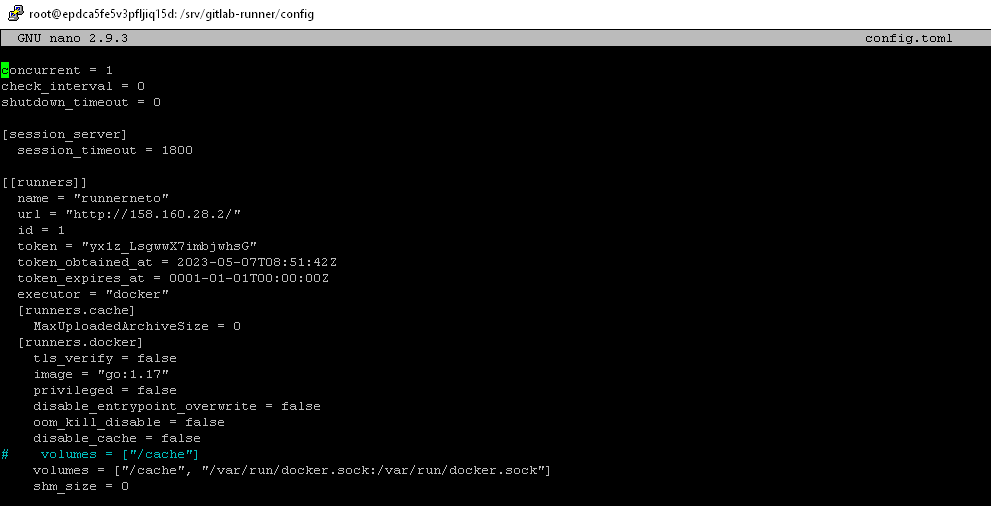 root@epdca5fe5v3pfljiq15d: /srv/gitlab-runner/config
GNU nano 2.9.3 config.toml
concurrent = 1
check_interval = 0
shutdown_timeout = 0
[session_server]
session_timeout = 1800
[[runners]]
name = "runnerneto"
url = "http://158.160.28.2/"
id = 1
token = "yx1z_LsgwwX7imbjwhsG"
token_obtained_at = 2023-05-07T08:51:42Z
token_expires_at = 0001-01-01T00:00:00Z
executor = "docker"
[runners.cache]
MaxUploadedArchiveSize = 0
[runners.docker]
tls_verify = false
image = "go:1.17"
privileged = false
disable_entrypoint_overwrite = false
oom_kill_disable = false
disable_cache = false
# volumes = ["/cache"]
volumes = ["/cache", "/var/run/docker.sock:/var/run/docker.sock"]
shm_size = 0